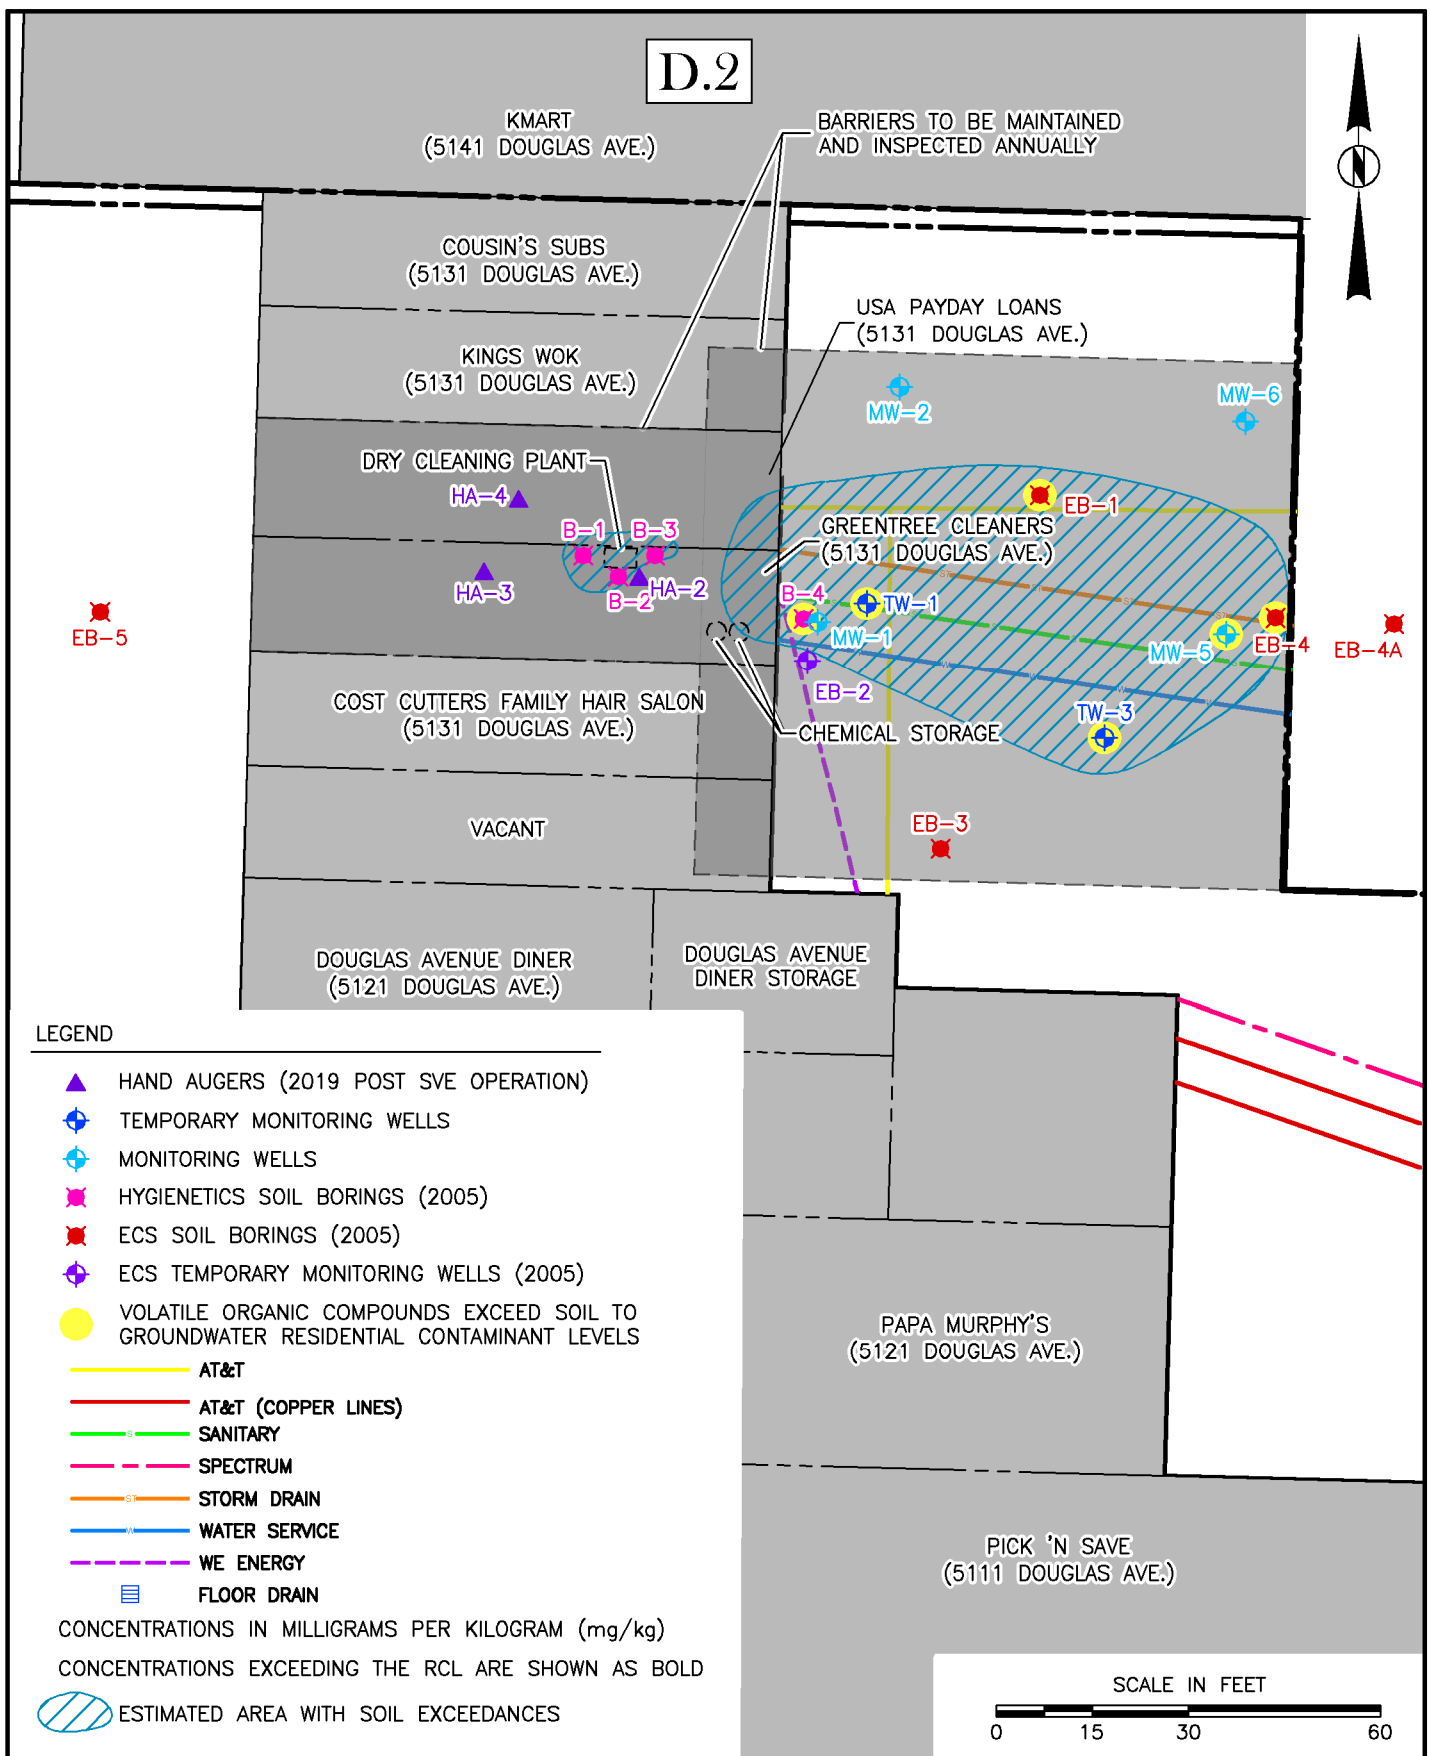 D.2
KMART
(5141 DOUGLAS AVE.)
BARRIERS TO BE MAINTAINED
AND INSPECTED ANNUALLY
N
COUSIN'S SUBS
(5131 DOUGLAS AVE.)
USA PAYDAY LOANS
(5131 DOUGLAS AVE.)
KINGS WOK
(5131 DOUGLAS AVE.)
MW-2
MW-6
DRY CLEANING PLANT
HA-4
EB-1
B-1
B-3
GREENTREE CLEANERS
(5131 DOUGLAS AVE.)
HA-3
B-2
HA-2
B-4
TW-1
MW-1
EB-5
MW-5
EB-4
EB-4A
EB-2
COST CUTTERS FAMILY HAIR SALON
(5131 DOUGLAS AVE.)
TW-3
CHEMICAL STORAGE
VACANT
EB-3
DOUGLAS AVENUE DINER
(5121 DOUGLAS AVE.)
DOUGLAS AVENUE
DINER STORAGE
LEGEND
HAND AUGERS (2019 POST SVE OPERATION)
TEMPORARY MONITORING WELLS
MONITORING WELLS
HYGIENETICS SOIL BORINGS (2005)
ECS SOIL BORINGS (2005)
ECS TEMPORARY MONITORING WELLS (2005)
VOLATILE ORGANIC COMPOUNDS EXCEED SOIL TO
GROUNDWATER RESIDENTIAL CONTAMINANT LEVELS
AT&T
AT&T (COPPER LINES)
S SANITARY
SPECTRUM
ST STORM DRAIN
W WATER SERVICE
WE ENERGY
FLOOR DRAIN
CONCENTRATIONS IN MILLIGRAMS PER KILOGRAM (mg/kg)
CONCENTRATIONS EXCEEDING THE RCL ARE SHOWN AS BOLD
ESTIMATED AREA WITH SOIL EXCEEDANCES
PAPA MURPHY'S
(5121 DOUGLAS AVE.)
PICK 'N SAVE
(5111 DOUGLAS AVE.)
SCALE IN FEET
0 15 30 60